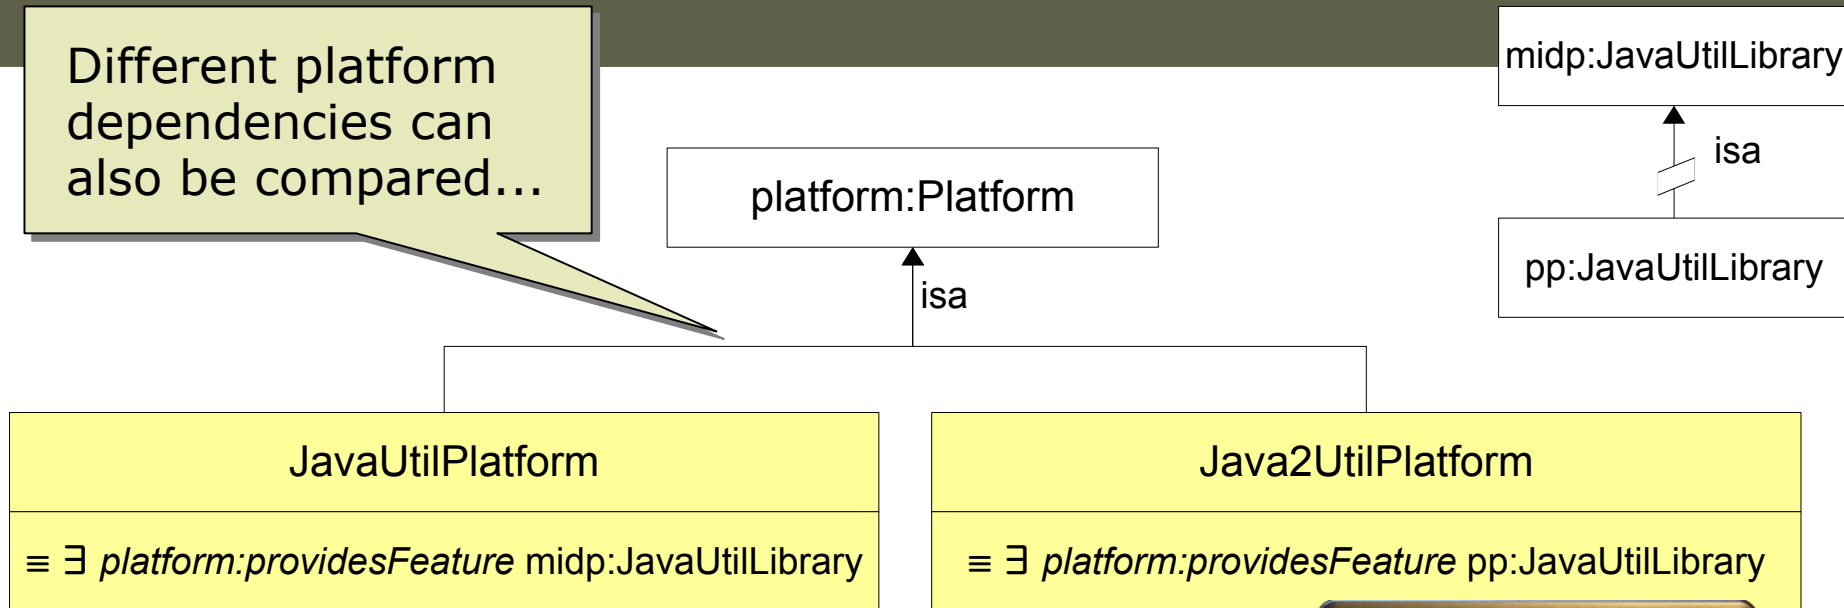 Different platform
dependencies can
also be compared...
midp:JavaUtilLibrary
isa
platform:Platform
pp:JavaUtilLibrary
isa
JavaUtilPlatform
Java2UtilPlatform
≡ ∃ platform:providesFeature midp:JavaUtilLibrary
≡ ∃ platform:providesFeature pp:JavaUtilLibrary